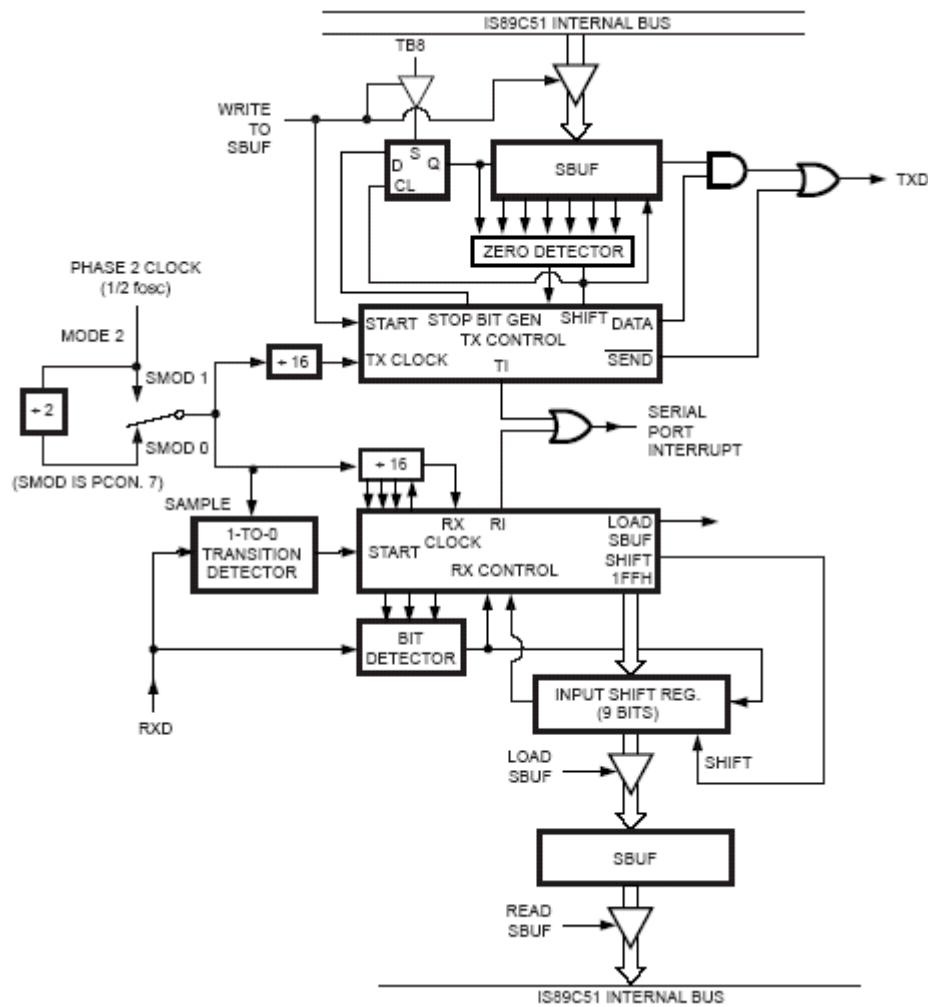 IS89C51 INTERNAL BUS
TB8
WRITE
TO
SBUF
S
D Q
CL
SBUF
TXD
ZERO DETECTOR
PHASE 2 CLOCK
(1/2 fosc)
MODE 2
START STOP BIT GEN SHIFT DATA
TX CONTROL
TX CLOCK TI SEND
÷ 16
SMOD 1
÷ 2
SMOD 0
(SMOD IS PCON. 7)
SERIAL
PORT
INTERRUPT
÷ 16
SAMPLE
1-TO-0
TRANSITION
DETECTOR
RX RI LOAD
CLOCK SBUF
START SHIFT
RX CONTROL 1FFH
BIT
DETECTOR
RXD
INPUT SHIFT REG.
(9 BITS)
LOAD
SBUF
SHIFT
SBUF
READ
SBUF
IS89C51 INTERNAL BUS